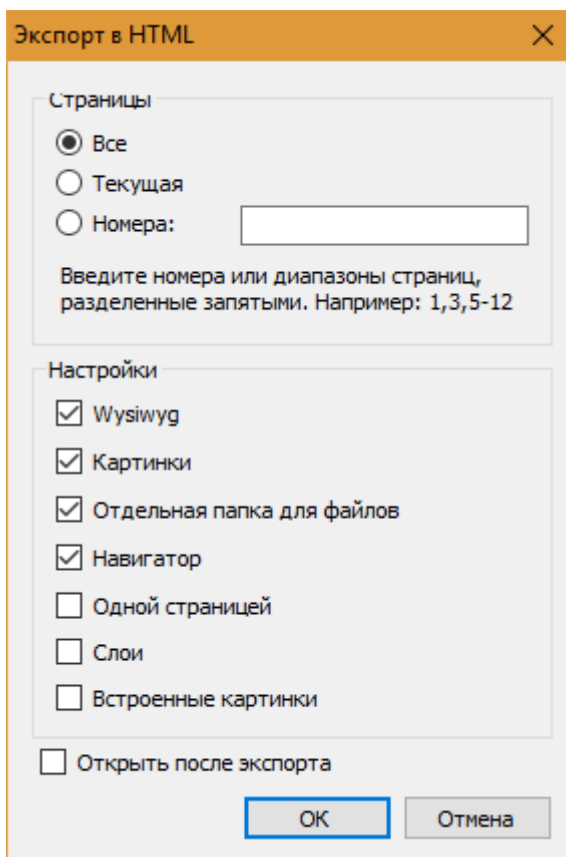 Экспорт в HTML
Страницы
Все
Текущая
Номера:
Введите номера или диапазоны страниц,
разделенные запятыми. Например: 1,3,5-12
Настройки
Wysiwyg
Картинки
Отдельная папка для файлов
Навигатор
Одной страницей
Слои
Встроенные картинки
Открыть после экспорта
ОК
Отмена